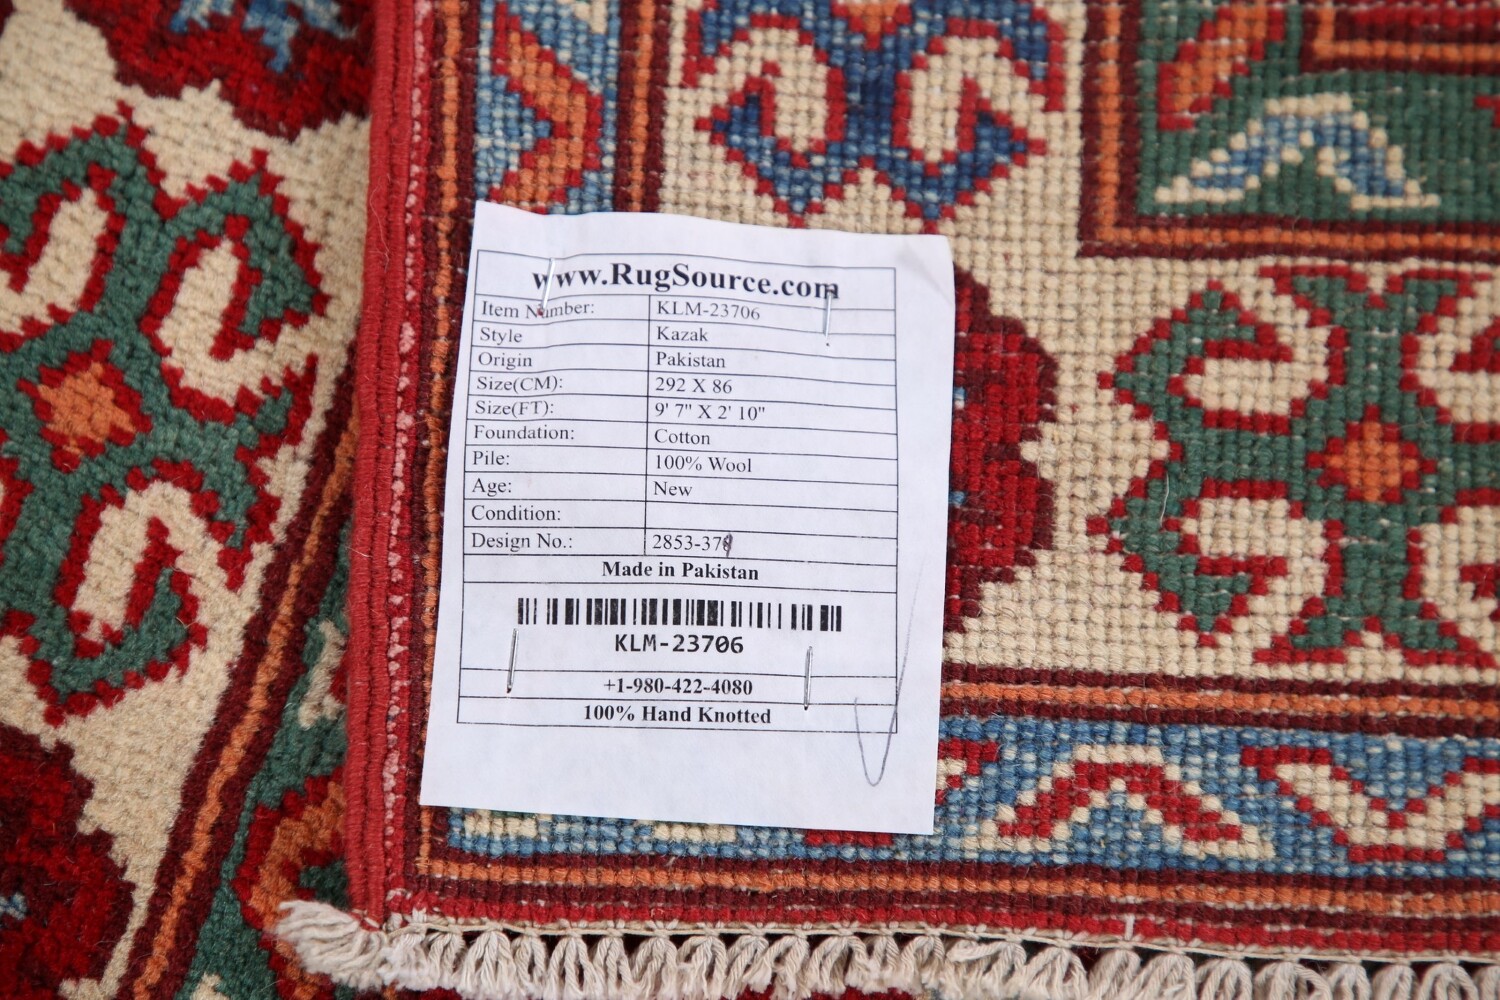 www.RugSource.com
Item Number: KLM-23706
Style Kazak
Origin Pakistan
Size(CM): 292 X 86
Size(FT): 9' 7" X 2' 10"
Foundation: Cotton
Pile: 100% Wool
Age: New
Condition:
Design No.:
Made in Pakistan
KLM-23706
+1-980-422-4080
100% Hand Knotted